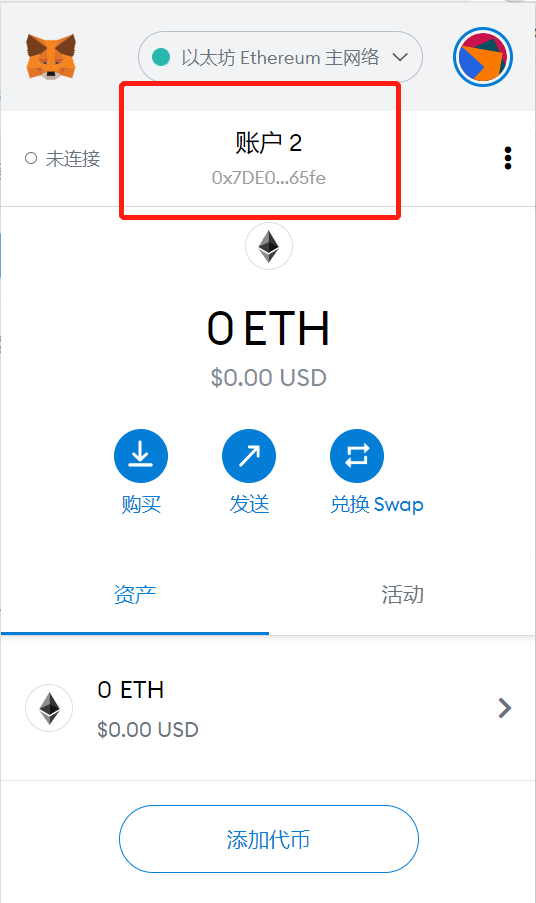 以太坊 Ethereum 主网络
未连接
账户 2
0x7DE0...65fe
0 ETH
$0.00 USD
购买
发送
兑换 Swap
资产
活动
0 ETH
$0.00 USD
添加代币